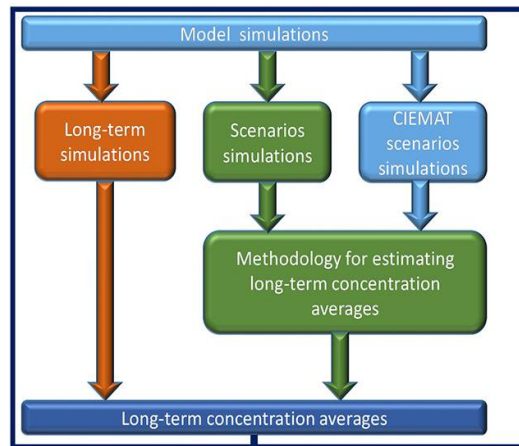 Model simulations
Long-term
simulations
Scenarios
simulations
CIEMAT
scenarios
simulations
Methodology for estimating
long-term concentration
averages
Long-term concentration averages